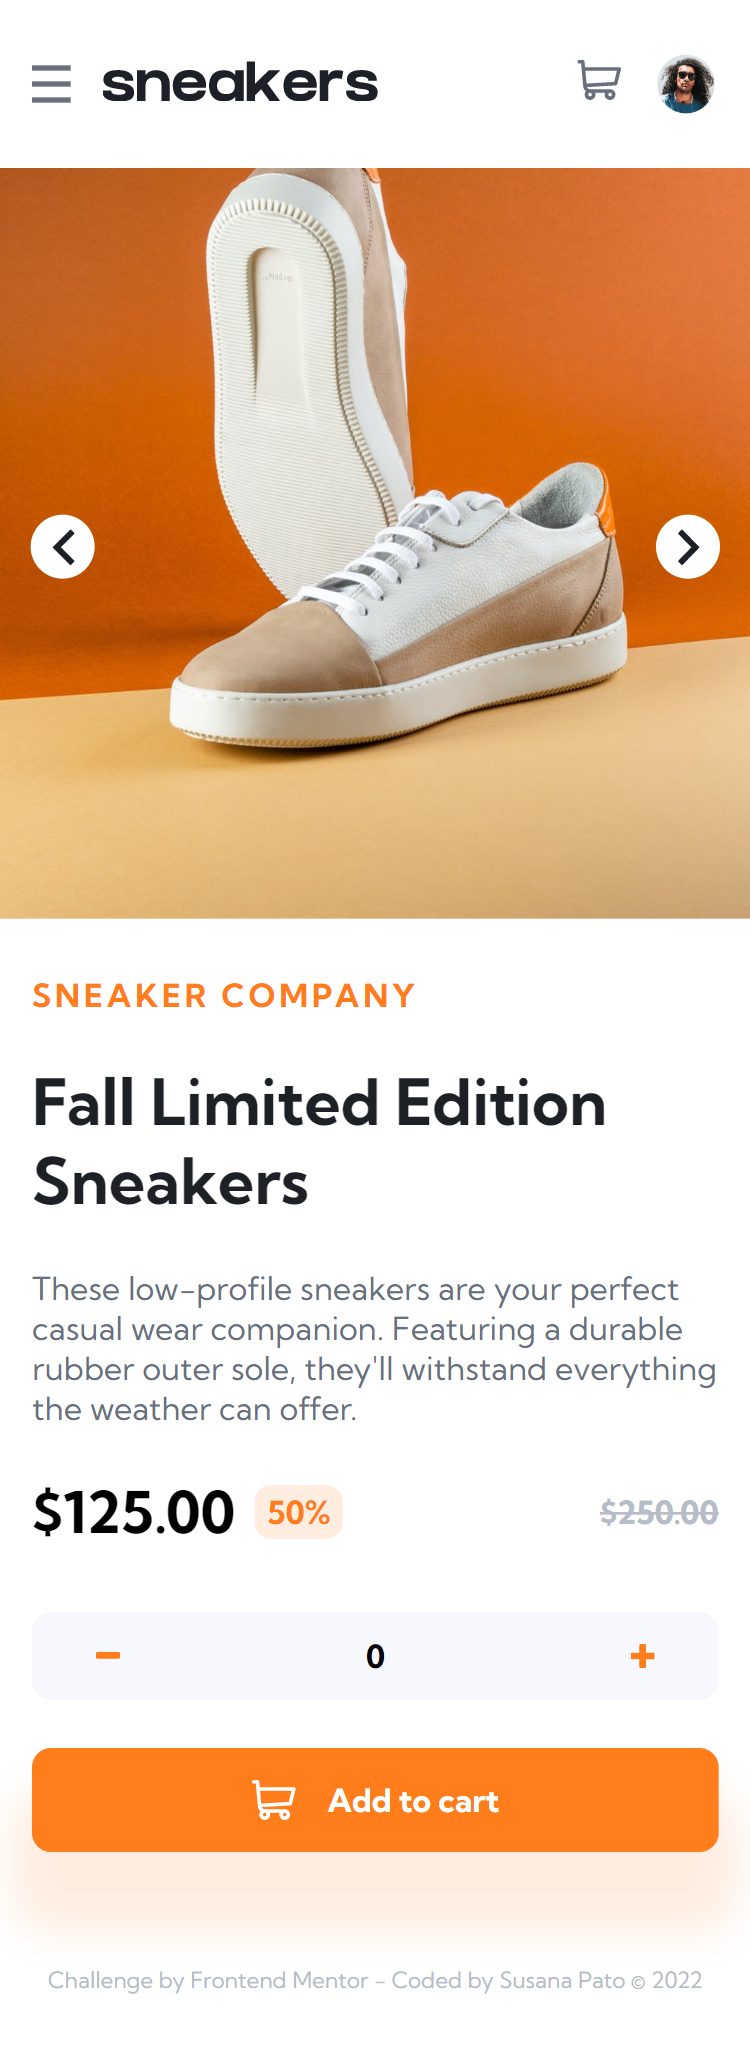 sneakers
SNEAKER COMPANY
Fall Limited Edition
Sneakers
These low-profile sneakers are your perfect
casual wear companion. Featuring a durable
rubber outer sole, they'll withstand everything
the weather can offer.
$125.00 50% $250.00
0
Add to cart
Challenge by Frontend Mentor - Coded by Susana Pato © 2022